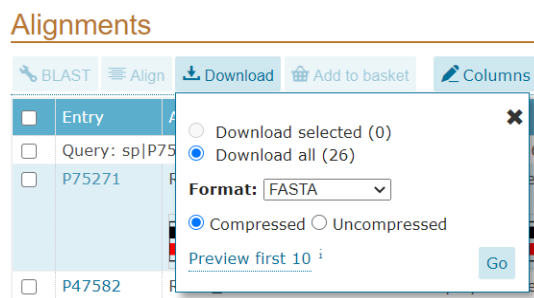 Alignments
BLAST Align Download Add to basket Columns
Entry
Download selected (0)
Query: sp|P75
Download all (26)
P75271
Format: FASTA
Compressed Uncompressed
Preview first 10 i
Go
P47582